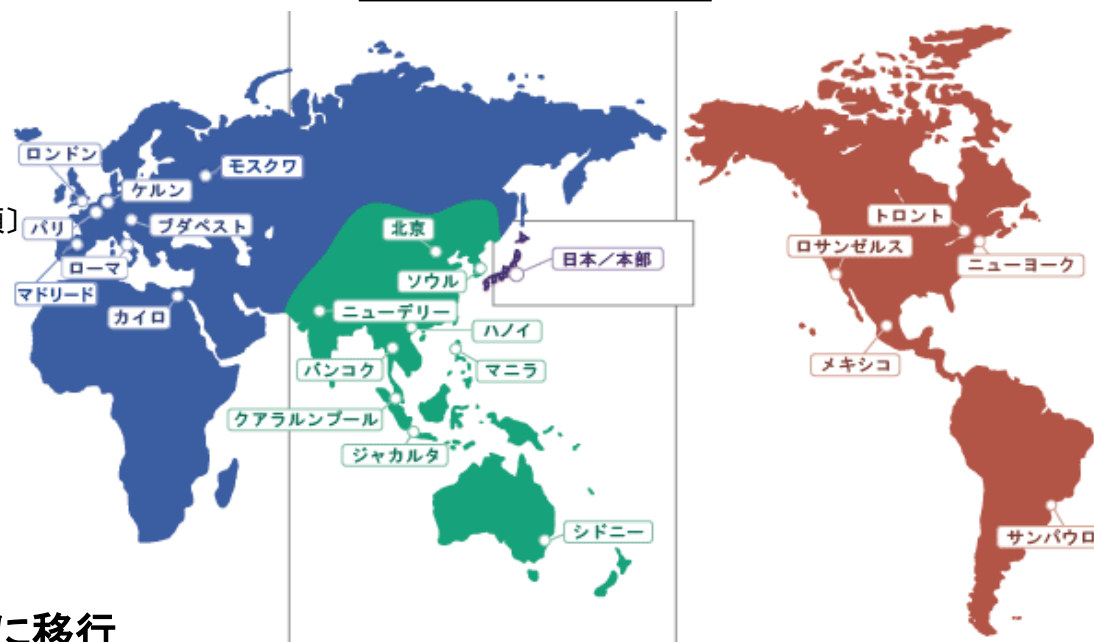 ロンドン
モスクワ
ケルン
パリ
ブダペスト
ローマ
マドリード
カイロ
北京
日本／本部
ソウル
ニューデリー
ハノイ
バンコク
マニラ
クアラルンプール
ジャカルタ
シドニー
トロント
ロサンゼルス
ニューヨーク
メキシコ
サンパウロ
に移行